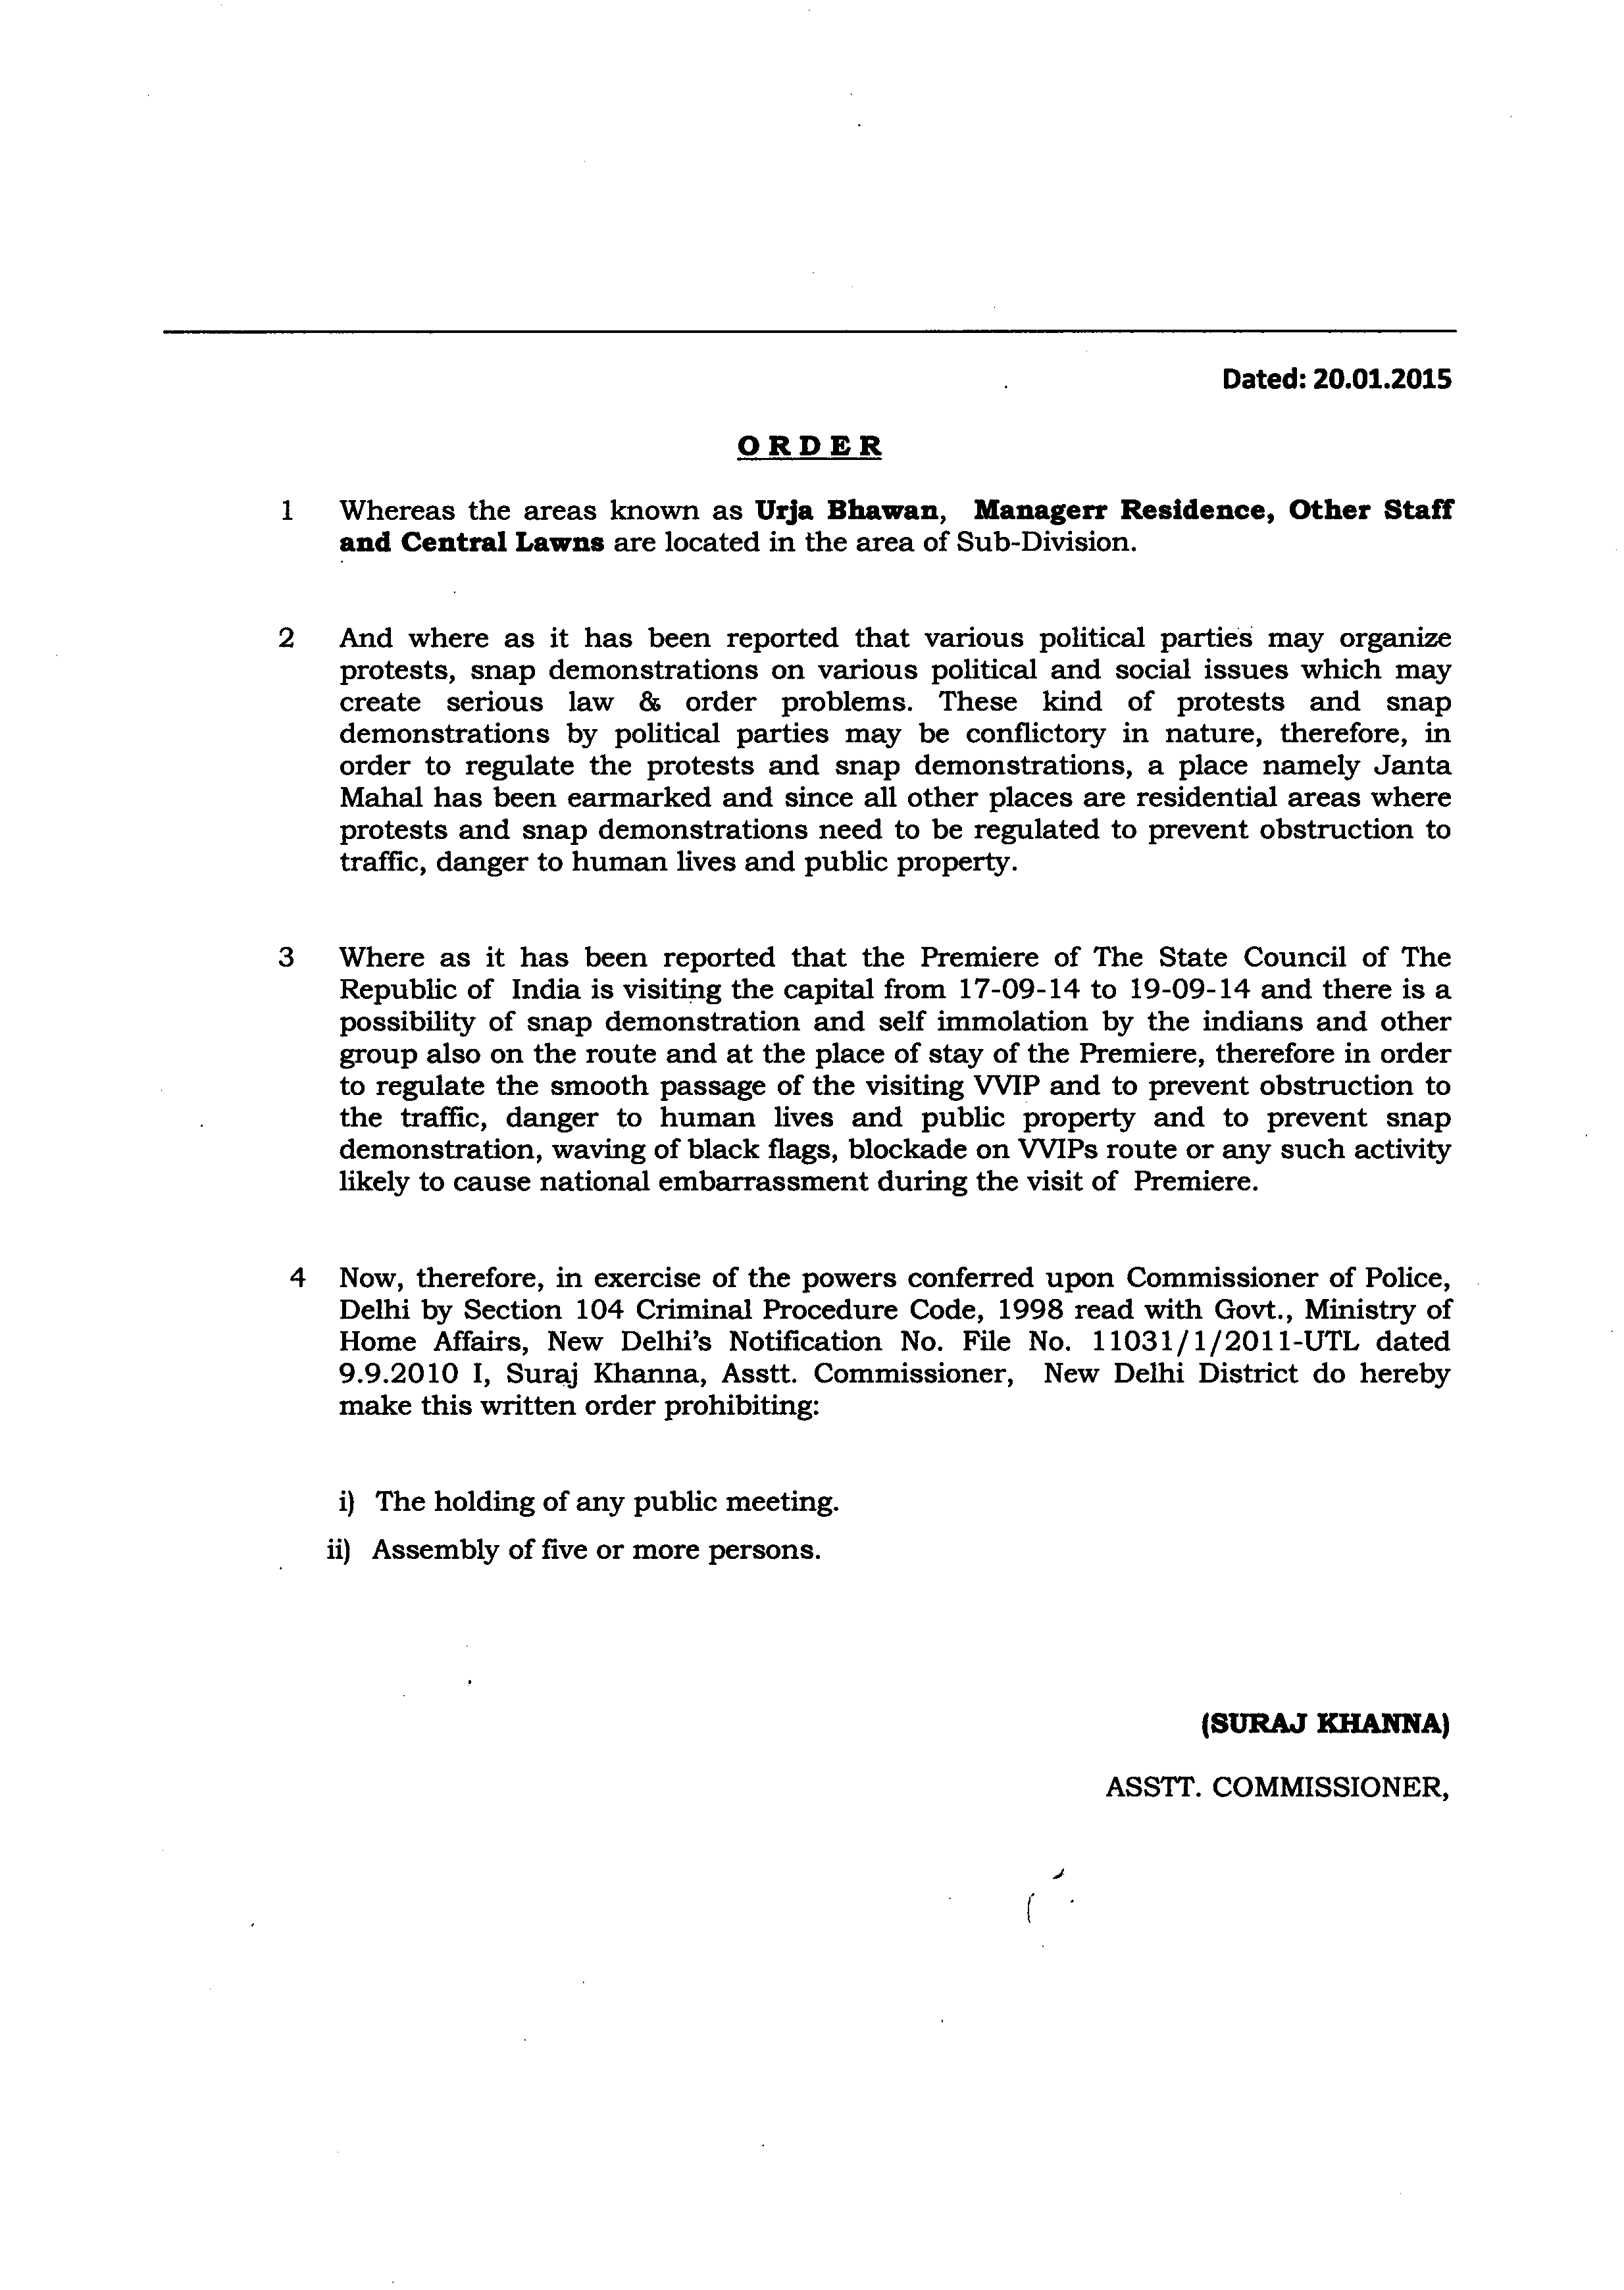 Dated: 20.01.2015
ORDER
1 Whereas the areas known as Urja Bhawan, Managerr Residence, Other Staff
and Central Lawns are located in the area of Sub-Division.
2 And where as it has been reported that various political parties may organize
protests, snap demonstrations on various political and social issues which may
create serious law & order problems. These kind of protests and snap
demonstrations by political parties may be conflictory in nature, therefore, in
order to regulate the protests and snap demonstrations, a place namely Janta
Mahal has been earmarked and since all other places are residential areas where
protests and snap demonstrations need to be regulated to prevent obstruction to
traffic, danger to human lives and public property.
3 Where as it has been reported that the Premiere of The State Council of The
Republic of India is visiting the capital from 17-09-14 to 19-09-14 and there is a
possibility of snap demonstration and self immolation by the indians and other
group also on the route and at the place of stay of the Premiere, therefore in order
to regulate the smooth passage of the visiting VVIP and to prevent obstruction to
the traffic, danger to human lives and public property and to prevent snap
demonstration, waving of black flags, blockade on VVIPs route or any such activity
likely to cause national embarrassment during the visit of Premiere.
4 Now, therefore, in exercise of the powers conferred upon Commissioner of Police,
Delhi by Section 104 Criminal Procedure Code, 1998 read with Govt., Ministry of
Home Affairs, New Delhi's Notification No. File No. 11031/1/2011-UTL dated
9.9.2010 I, Suraj Khanna, Asstt. Commissioner, New Delhi District do hereby
make this written order prohibiting:
i) The holding of any public meeting.
ii) Assembly of five or more persons.
(SURAJ KHANNA)
ASSTT. COMMISSIONER,